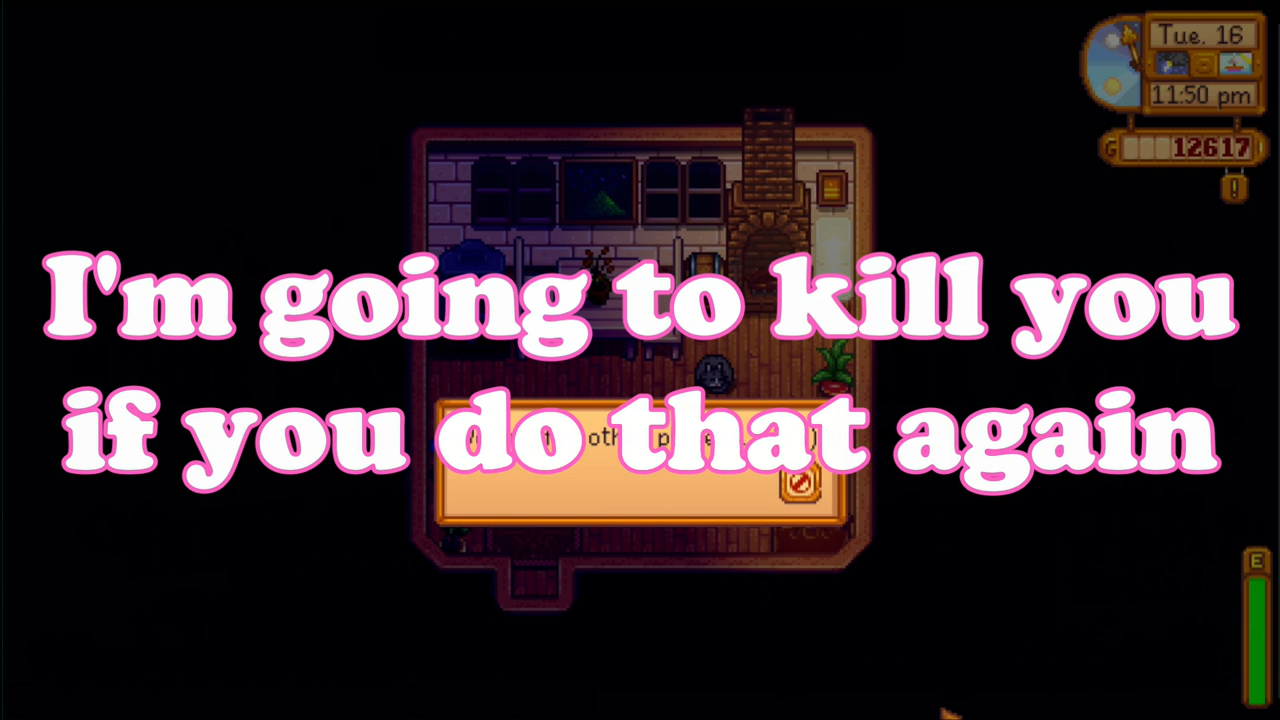 Tue. 16
11:50 pm
12617
I'm going to kill you
if you do that again
E